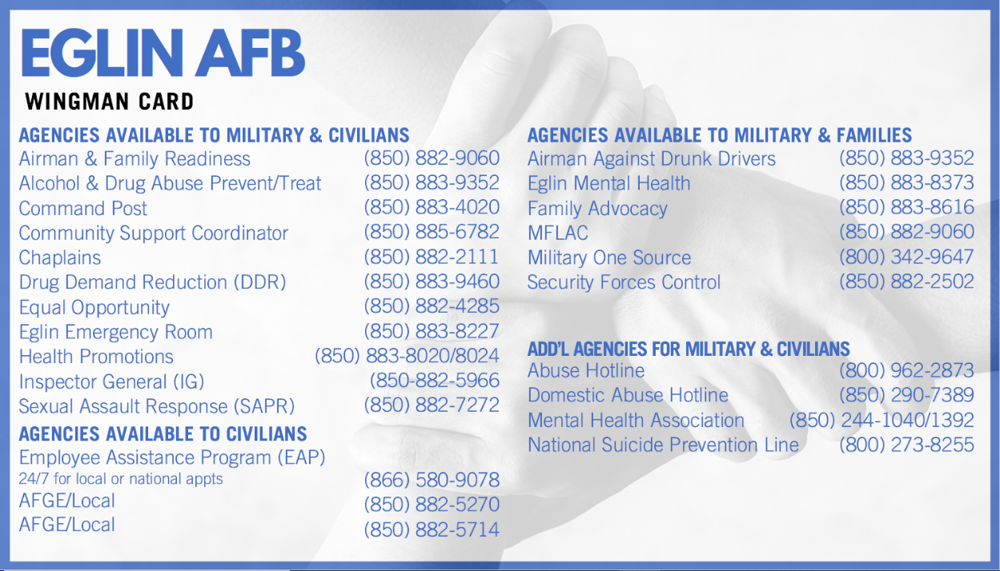 EGLIN AFB
WINGMAN CARD
AGENCIES AVAILABLE TO MILITARY & CIVILIANS
Airman & Family Readiness (850) 882-9060
Alcohol & Drug Abuse Prevent/Treat (850) 883-9352
Command Post (850) 883-4020
Community Support Coordinator (850) 885-6782
Chaplains (850) 882-2111
Drug Demand Reduction (DDR) (850) 883-9460
Equal Opportunity (850) 882-4285
Eglin Emergency Room (850) 883-8227
Health Promotions (850) 883-8020/8024
Inspector General (IG) (850-882-5966
Sexual Assault Response (SAPR) (850) 882-7272
AGENCIES AVAILABLE TO CIVILIANS
Employee Assistance Program (EAP)
24/7 for local or national appts (866) 580-9078
AFGE/Local (850) 882-5270
AFGE/Local (850) 882-5714
AGENCIES AVAILABLE TO MILITARY & FAMILIES
Airman Against Drunk Drivers (850) 883-9352
Eglin Mental Health (850) 883-8373
Family Advocacy (850) 883-8616
MFLAC (850) 882-9060
Military One Source (800) 342-9647
Security Forces Control (850) 882-2502
ADD'L AGENCIES FOR MILITARY & CIVILIANS
Abuse Hotline (800) 962-2873
Domestic Abuse Hotline (850) 290-7389
Mental Health Association (850) 244-1040/1392
National Suicide Prevention Line (800) 273-8255